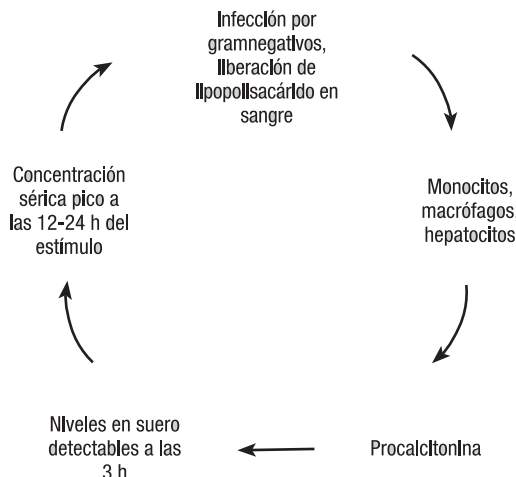 Infección por
gramnegativos,
liberación de
lipopolisacárido en
sangre
Monocitos,
macrófagos
hepatocitos
Procalcitonina
Niveles en suero
detectables a las
3 h
Concentración
sérica pico a
las 12-24 h del
estímulo